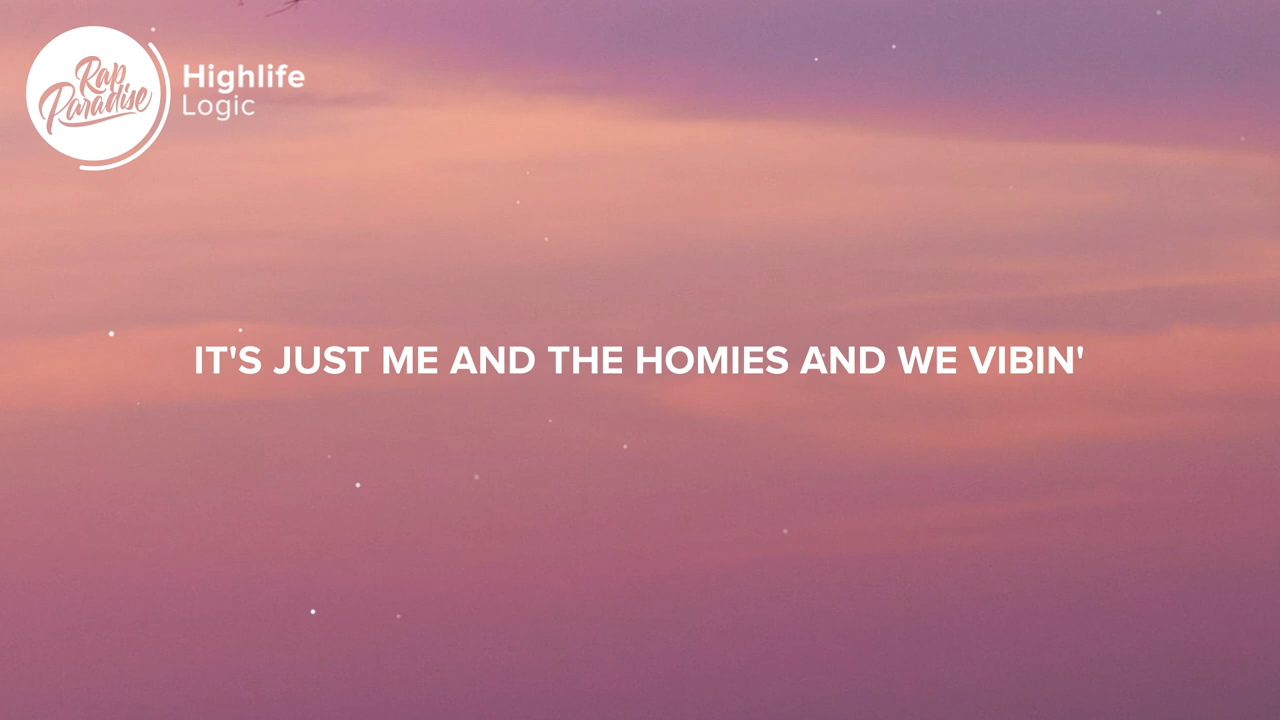 Rap
Paradise
Highlife
Logic
IT'S JUST ME AND THE HOMIES AND WE VIBIN'